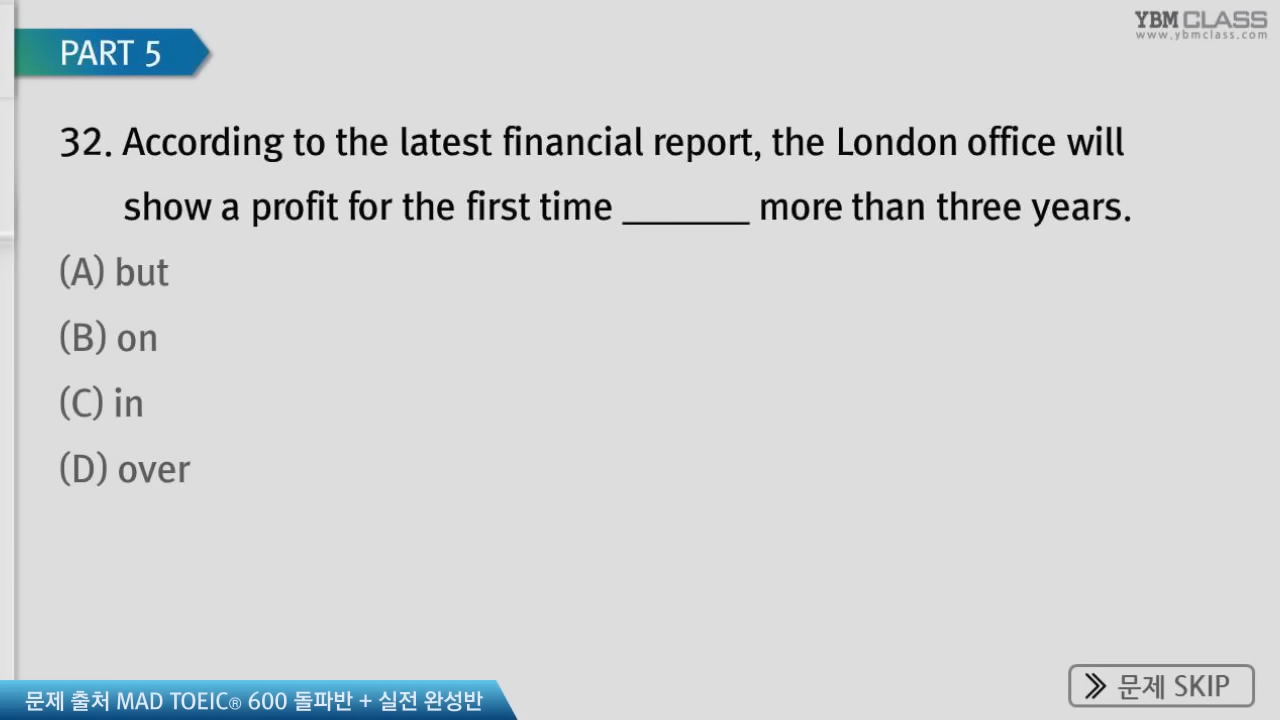 YBM CLASS
www.ybmclass.com
PART 5
32. According to the latest financial report, the London office will
show a profit for the first time _______ more than three years.
(A) but
(B) on
(C) in
(D) over
문제 SKIP
문제 출처 MAD TOEIC® 600 돌파반 + 실전 완성반